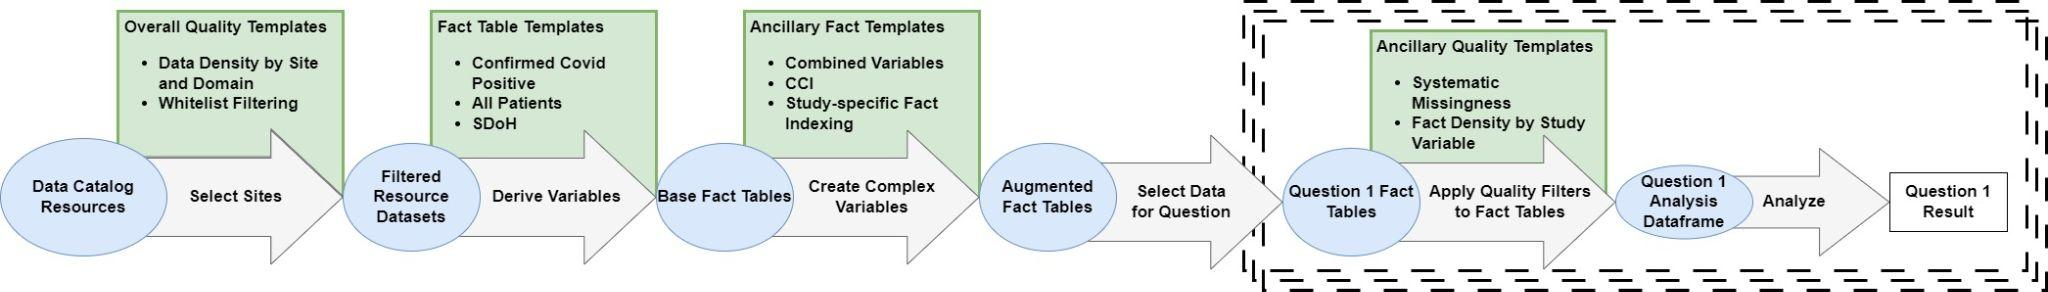 Overall Quality Templates
• Data Density by Site
and Domain
• Whitelist Filtering
Fact Table Templates
• Confirmed Covid
Positive
• All Patients
• SDoH
Ancillary Fact Templates
• Combined Variables
• CCI
• Study-specific Fact
Indexing
Ancillary Quality Templates
• Systematic
Missingness
• Fact Density by Study
Variable
Data Catalog
Resources
Select Sites
Filtered
Resource
Datasets
Derive Variables
Base Fact Tables
Create Complex
Variables
Augmented
Fact Tables
Select Data
for Question
Question 1 Fact
Tables
Apply Quality Filters
to Fact Tables
Question 1
Analysis
Dataframe
Analyze
Question 1
Result